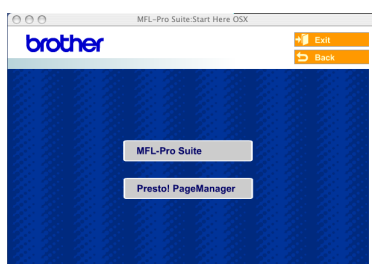 MFL-Pro Suite:Start Here OSX
brother
Exit
Back
MFL-Pro Suite
Presto! PageManager